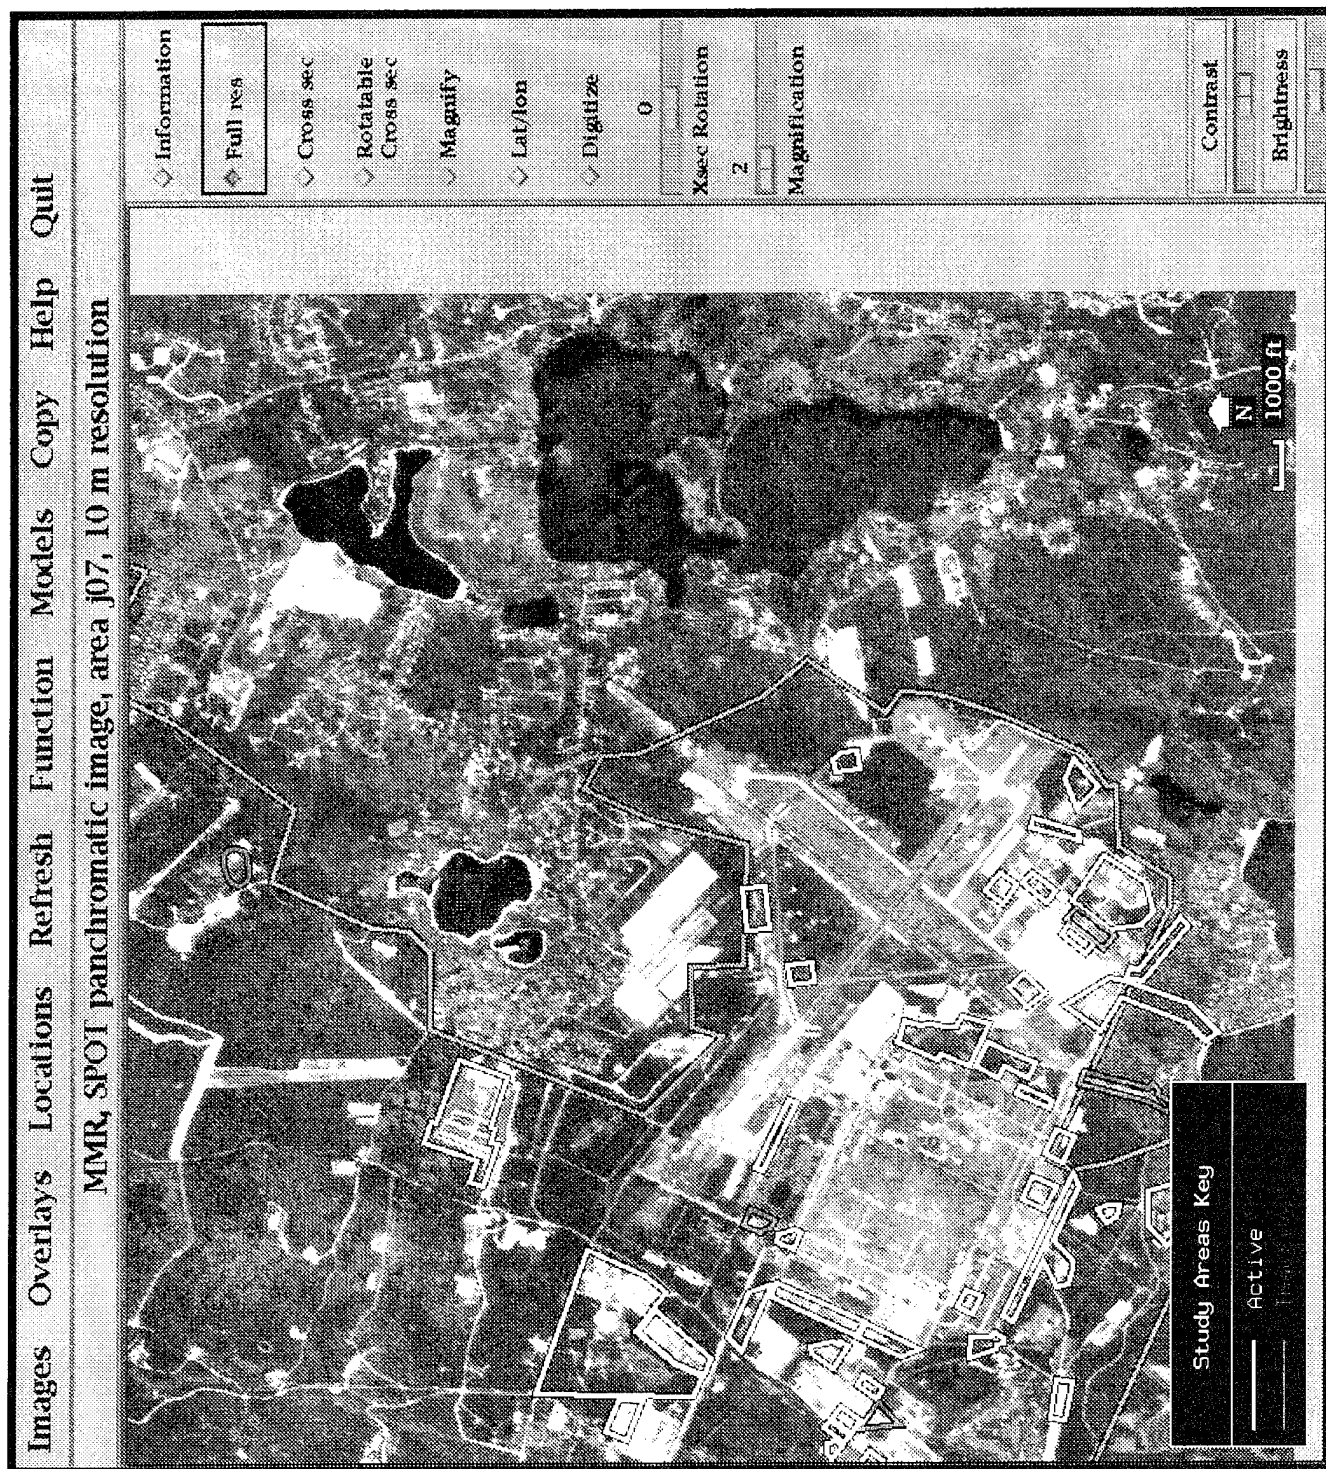 Images Overlays Locations Refresh Function Models Copy Help Quit
MMR, SPOT panchromatic image, area j07, 10 m resolution
Information
Full res
Cross sec
Rotatable
Cross sec
Magnify
Lat/lon
Digitize
0
Xsec Rotation
2
Magnification
Contrast
Brightness
N
1000 ft
Study Areas Key
Active